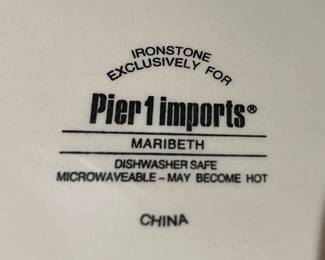 IRONSTONE
EXCLUSIVELY FOR
Pier 1 imports®
MARIBETH
DISHWASHER SAFE
MICROWAVEABLE – MAY BECOME HOT
CHINA